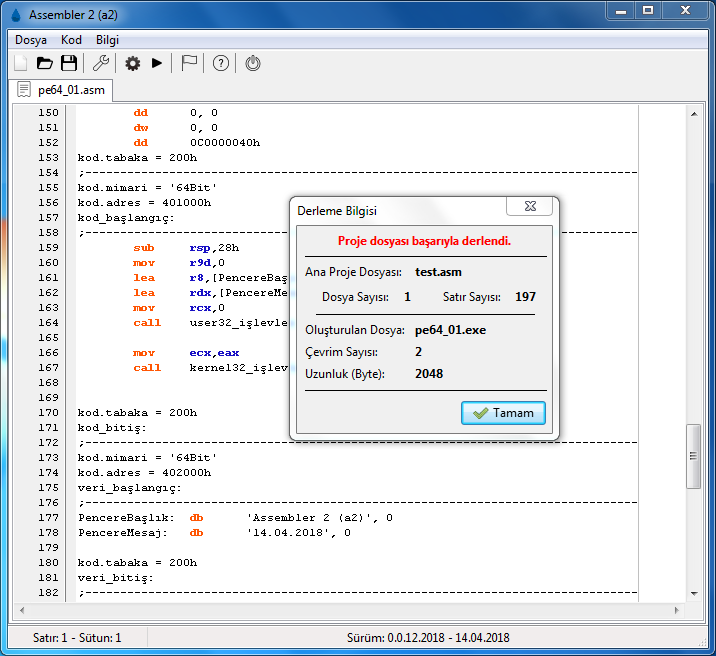 Assembler 2 (a2)
Dosya Kod Bilgi
pe64_01.asm
150 dd 0, 0
151 dw 0, 0
152 dd 0C0000040h
153 kod.tabaka = 200h
154 ;------------------------------------------------------------------------------
155 kod.mimari = '64Bit'
156 kod.adres = 401000h
157 kod_başlangıç:
158 ;------------------------------------------------------------------------------
159 sub rsp,28h
160 mov r9d,0
161 lea r8,[PencereBaş
162 lea rdx,[PencereMe
163 mov rcx,0
164 call user32_işlevle
165
166 mov ecx,eax
167 call kernel32_işlev
168
169
170 kod.tabaka = 200h
171 kod_bitiş:
172 ;------------------------------------------------------------------------------
173 kod.mimari = '64Bit'
174 kod.adres = 402000h
175 veri_başlangıç:
176 ;------------------------------------------------------------------------------
177 PencereBaşlık: db 'Assembler 2 (a2)', 0
178 PencereMesaj: db '14.04.2018', 0
179
180 kod.tabaka = 200h
181 veri_bitiş:
182 ;------------------------------------------------------------------------------
Derleme Bilgisi
Proje dosyası başarıyla derlendi.
Ana Proje Dosyası: test.asm
Dosya Sayısı: 1 Satır Sayısı: 197
Oluşturulan Dosya: pe64_01.exe
Çevrim Sayısı: 2
Uzunluk (Byte): 2048
Tamam
Satır: 1 - Sütun: 1 Sürüm: 0.0.12.2018 - 14.04.2018